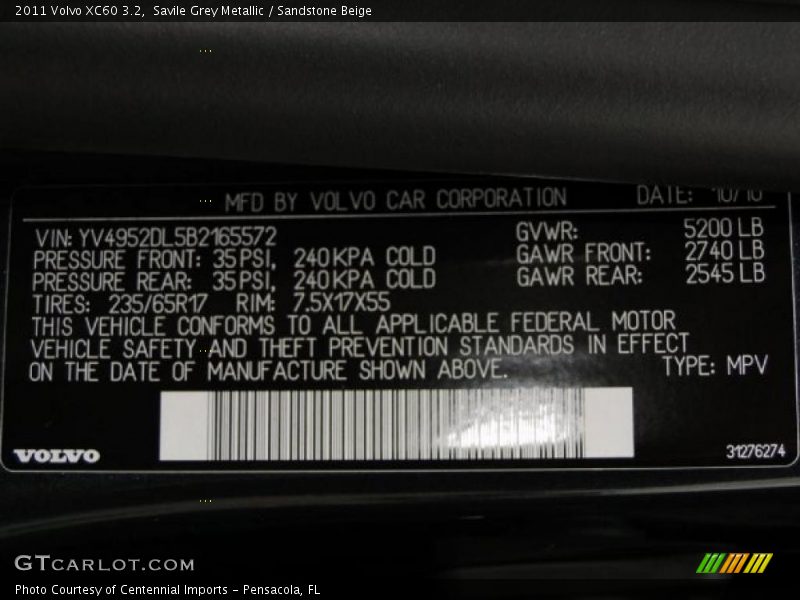 2011 Volvo XC60 3.2, Savile Grey Metallic / Sandstone Beige
MFD BY VOLVO CAR CORPORATION DATE: 10/10
VIN: YV4952DL5B2165572 GVWR: 5200 LB
PRESSURE FRONT: 35 PSI, 240 KPA COLD GAWR FRONT: 2740 LB
PRESSURE REAR: 35 PSI, 240 KPA COLD GAWR REAR: 2545 LB
TIRES: 235/65R17 RIM: 7.5X17X55
THIS VEHICLE CONFORMS TO ALL APPLICABLE FEDERAL MOTOR
VEHICLE SAFETY AND THEFT PREVENTION STANDARDS IN EFFECT
ON THE DATE OF MANUFACTURE SHOWN ABOVE. TYPE: MPV
VOLVO 31276274
GTCARLOT.COM
Photo Courtesy of Centennial Imports - Pensacola, FL